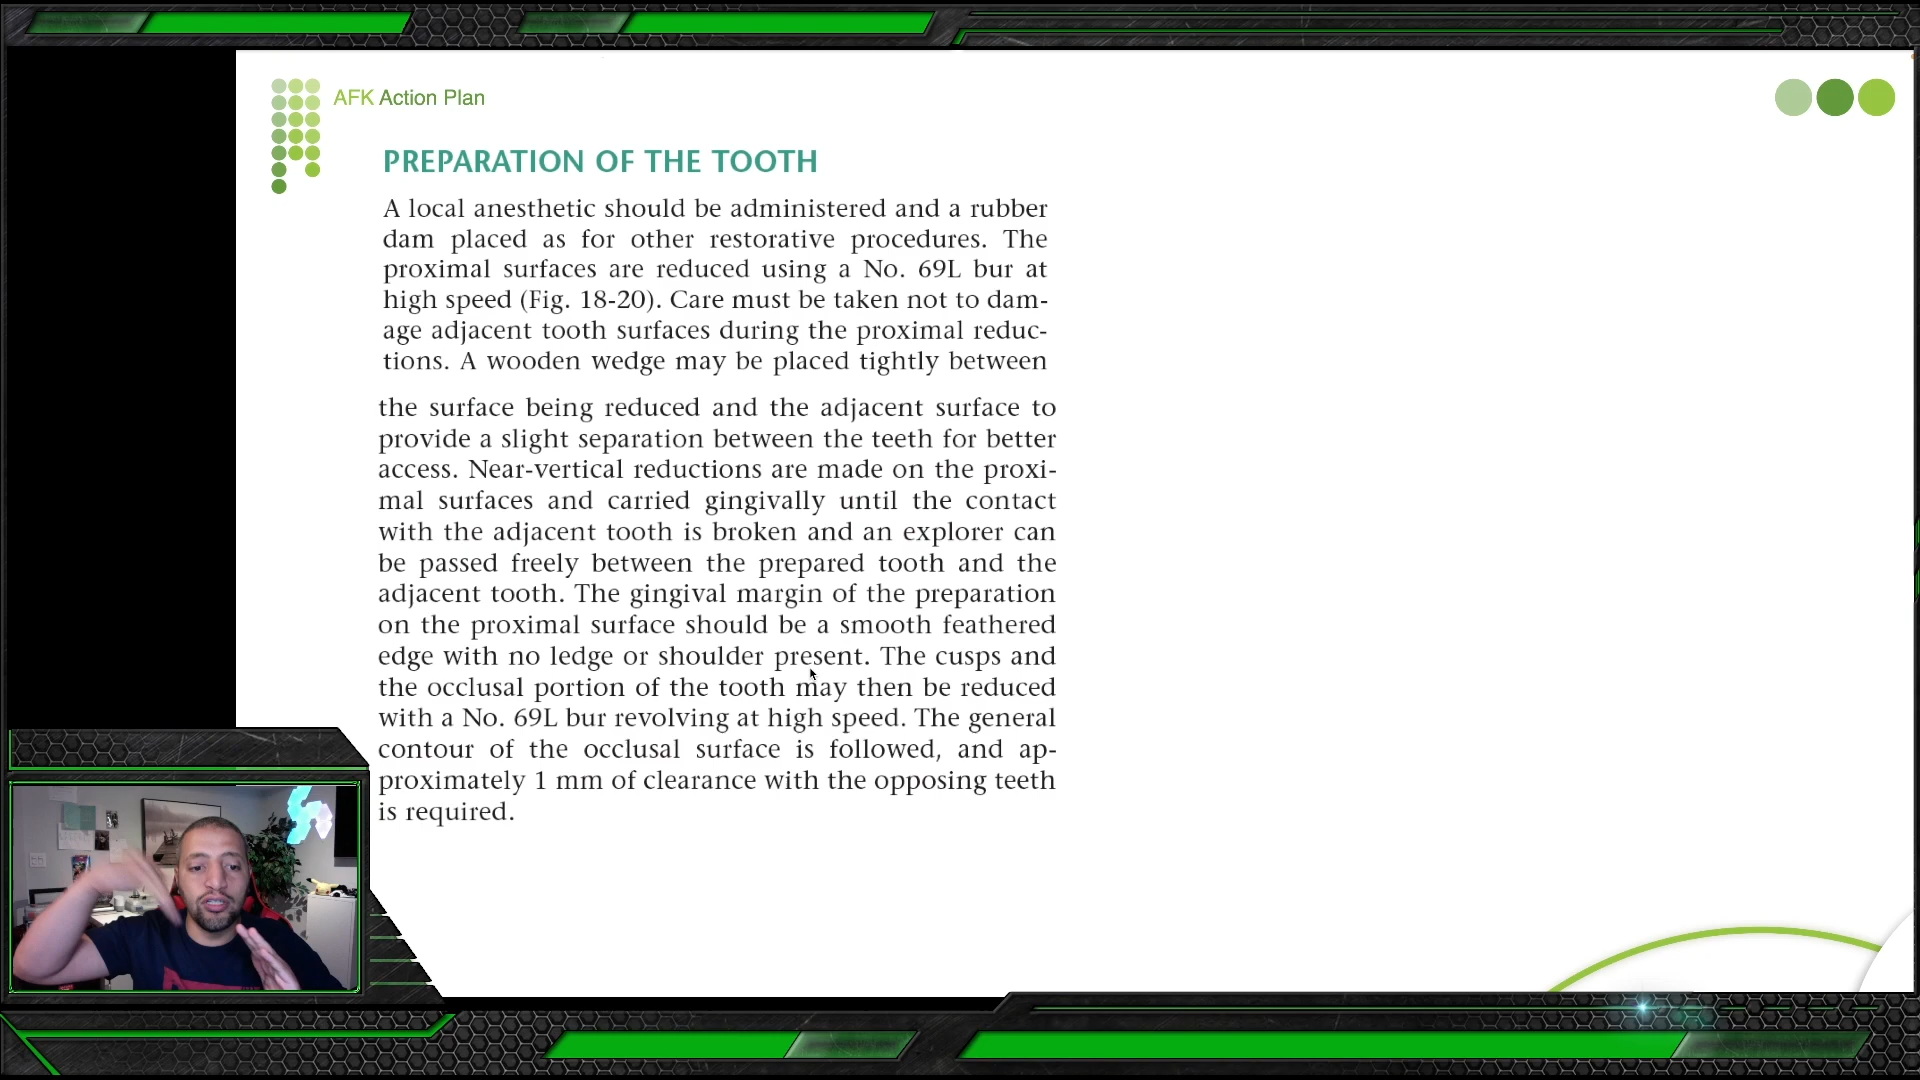 AFK Action Plan
PREPARATION OF THE TOOTH
A local anesthetic should be administered and a rubber
dam placed as for other restorative procedures. The
proximal surfaces are reduced using a No. 69L bur at
high speed (Fig. 18-20). Care must be taken not to dam-
age adjacent tooth surfaces during the proximal reduc-
tions. A wooden wedge may be placed tightly between
the surface being reduced and the adjacent surface to
provide a slight separation between the teeth for better
access. Near-vertical reductions are made on the proxi-
mal surfaces and carried gingivally until the contact
with the adjacent tooth is broken and an explorer can
be passed freely between the prepared tooth and the
adjacent tooth. The gingival margin of the preparation
on the proximal surface should be a smooth feathered
edge with no ledge or shoulder present. The cusps and
the occlusal portion of the tooth may then be reduced
with a No. 69L bur revolving at high speed. The general
contour of the occlusal surface is followed, and ap-
proximately 1 mm of clearance with the opposing teeth
is required.